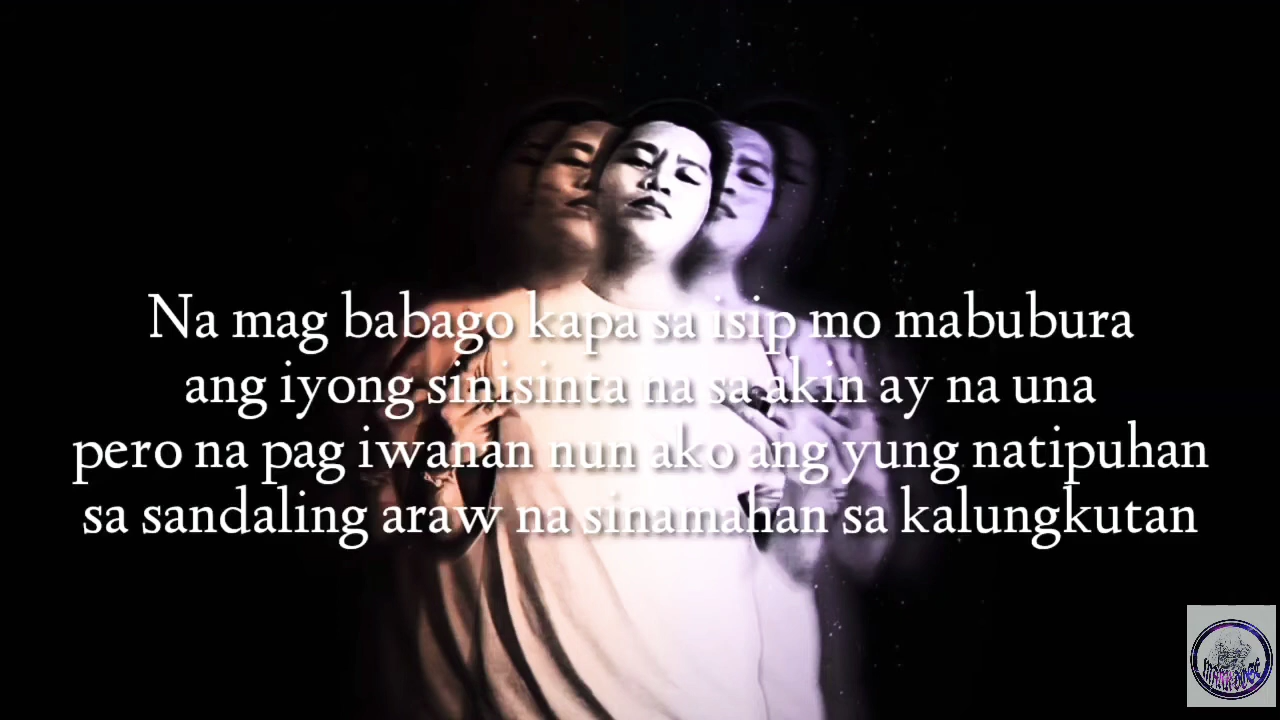 Na mag babago kapa sa isip mo mabubura
ang iyong sinisinta na sa akin ay na una
pero na pag iwanan nun ako ang yung natipuhan
sa sandaling araw na sinamahan sa kalungkutan